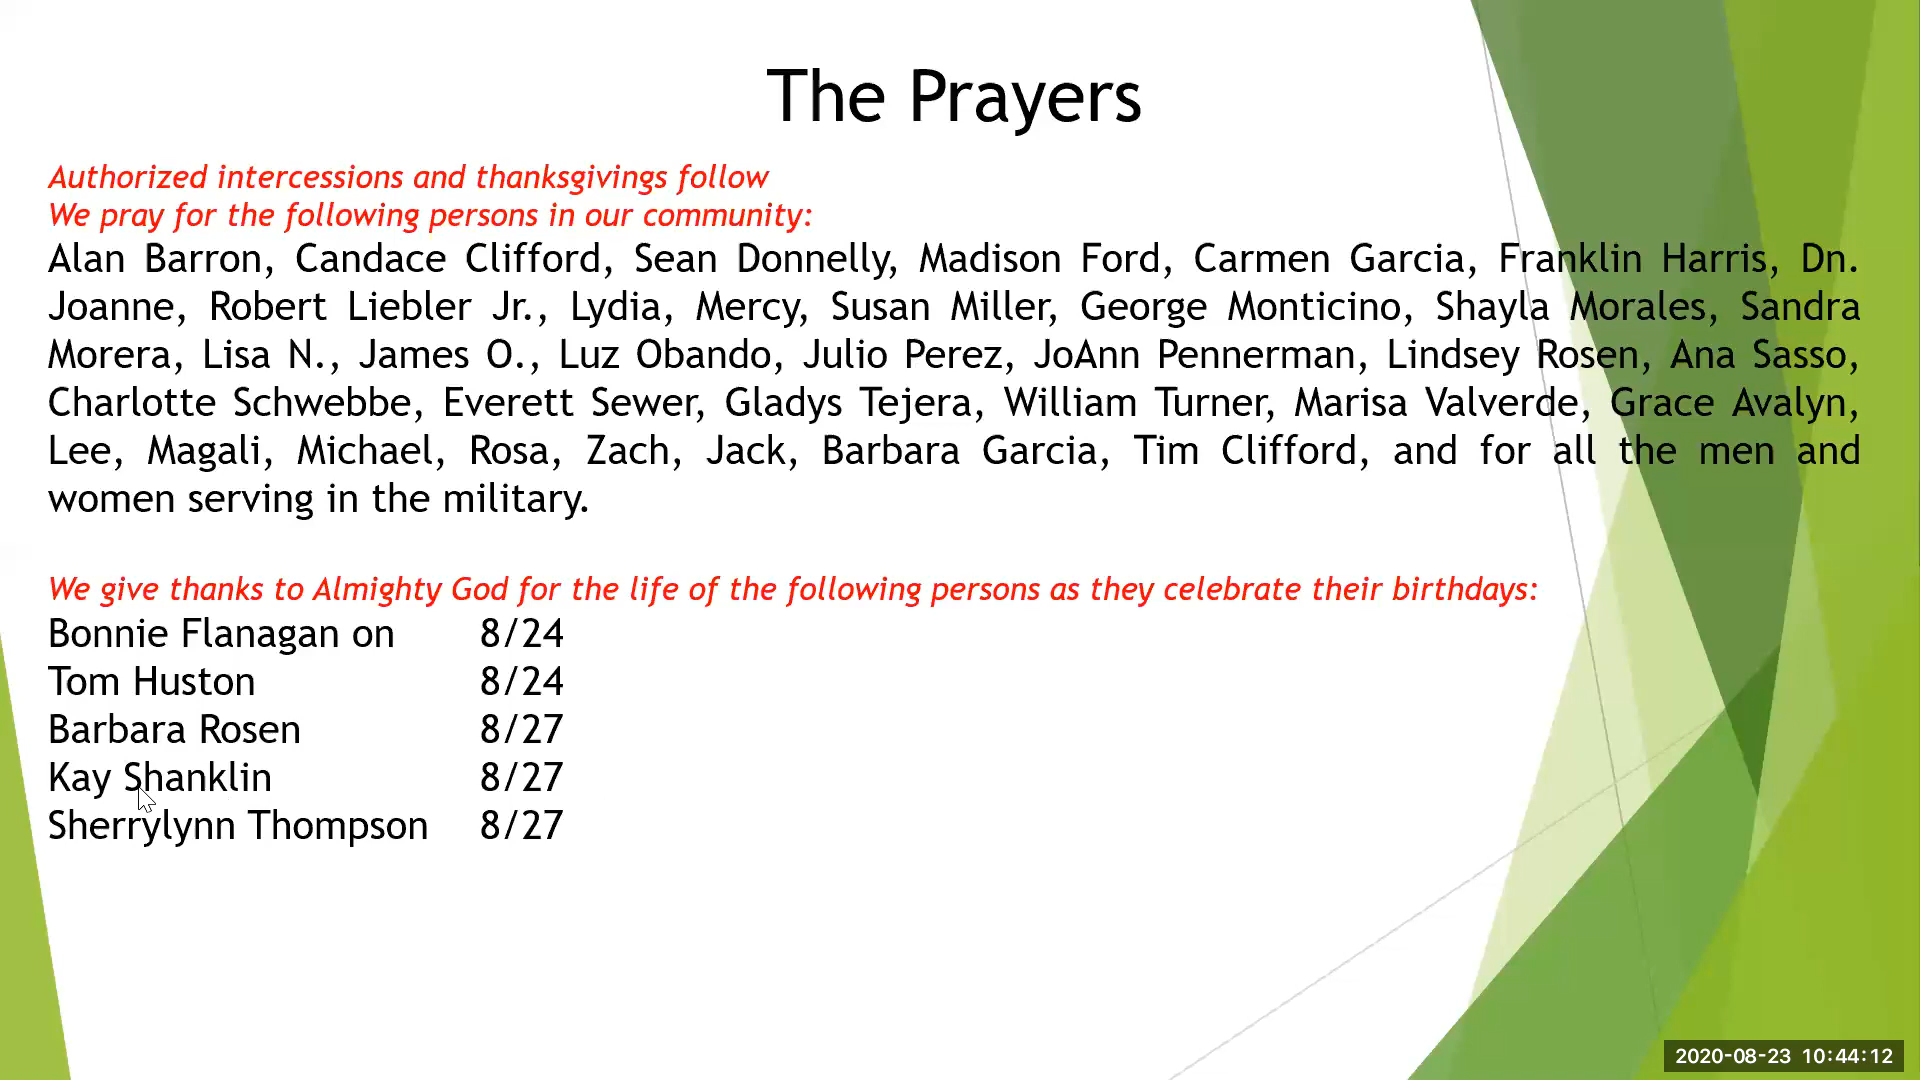 The Prayers
Authorized intercessions and thanksgivings follow
We pray for the following persons in our community:
Alan Barron, Candace Clifford, Sean Donnelly, Madison Ford, Carmen Garcia, Franklin Harris, Dn.
Joanne, Robert Liebler Jr., Lydia, Mercy, Susan Miller, George Monticino, Shayla Morales, Sandra
Morera, Lisa N., James O., Luz Obando, Julio Perez, JoAnn Pennerman, Lindsey Rosen, Ana Sasso,
Charlotte Schwebbe, Everett Sewer, Gladys Tejera, William Turner, Marisa Valverde, Grace Avalyn,
Lee, Magali, Michael, Rosa, Zach, Jack, Barbara Garcia, Tim Clifford, and for all the men and
women serving in the military.
We give thanks to Almighty God for the life of the following persons as they celebrate their birthdays:
Bonnie Flanagan on 8/24
Tom Huston 8/24
Barbara Rosen 8/27
Kay Shanklin 8/27
Sherrylynn Thompson 8/27
2020-08-23 10:44:12